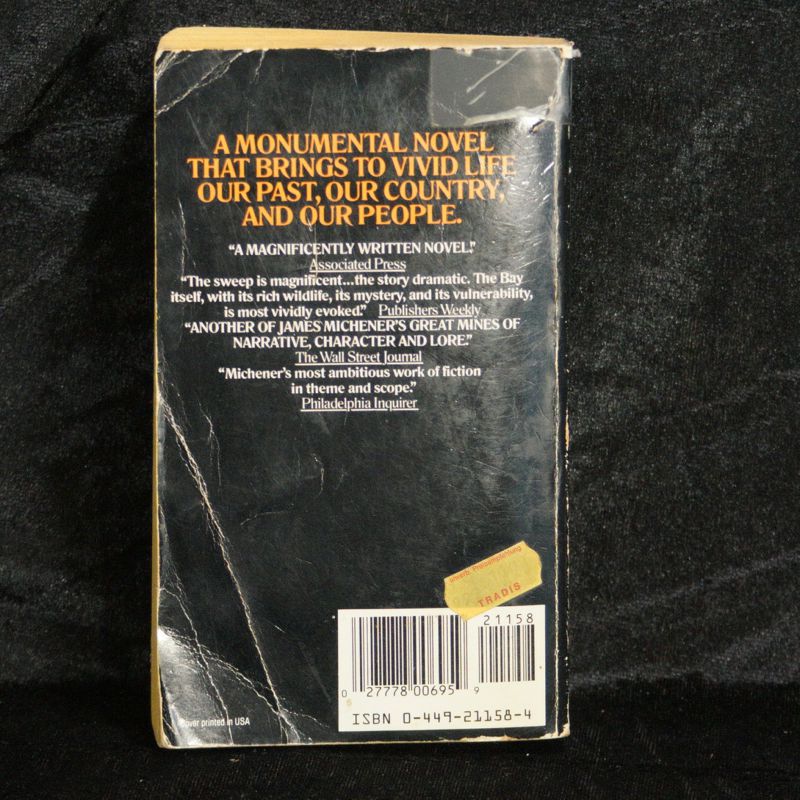 A MONUMENTAL NOVEL
THAT BRINGS TO VIVID LIFE
OUR PAST, OUR COUNTRY,
AND OUR PEOPLE.
“A MAGNIFICENTLY WRITTEN NOVEL.”
Associated Press
“The sweep is magnificent...the story dramatic. The Bay
itself, with its rich wildlife, its mystery, and its vulnerability,
is most vividly evoked.” Publishers Weekly
“ANOTHER OF JAMES MICHENER'S GREAT MINES OF
NARRATIVE, CHARACTER AND LORE.”
The Wall Street Journal
“Michener's most ambitious work of fiction
in theme and scope.”
Philadelphia Inquirer
unverb. Preisempfehlung
TRADIS
21158
0 27778 00695 9
ISBN 0-449-21158-4
Cover printed in USA